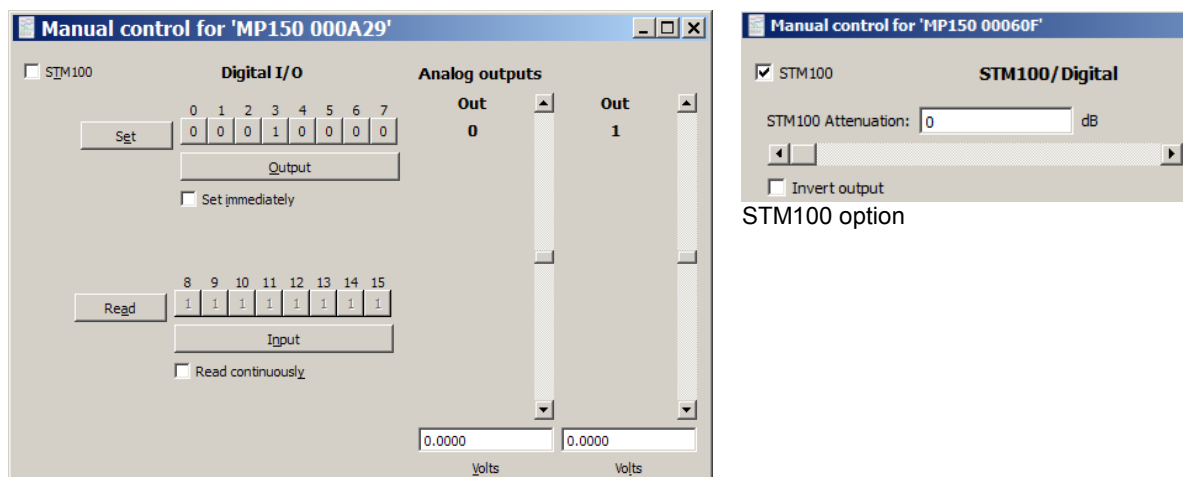 Manual control for 'MP150 000A29'
STM100 Digital I/O Analog outputs
Out Out
0 1 2 3 4 5 6 7
Set 0 0 0 1 0 0 0 0 0 1
Output
Set immediately
8 9 10 11 12 13 14 15
Read 1 1 1 1 1 1 1 1
Input
Read continuously
0.0000 0.0000
Volts Volts
Manual control for 'MP150 00060F'
STM100 STM100/Digital
STM100 Attenuation: 0 dB
Invert output
STM100 option